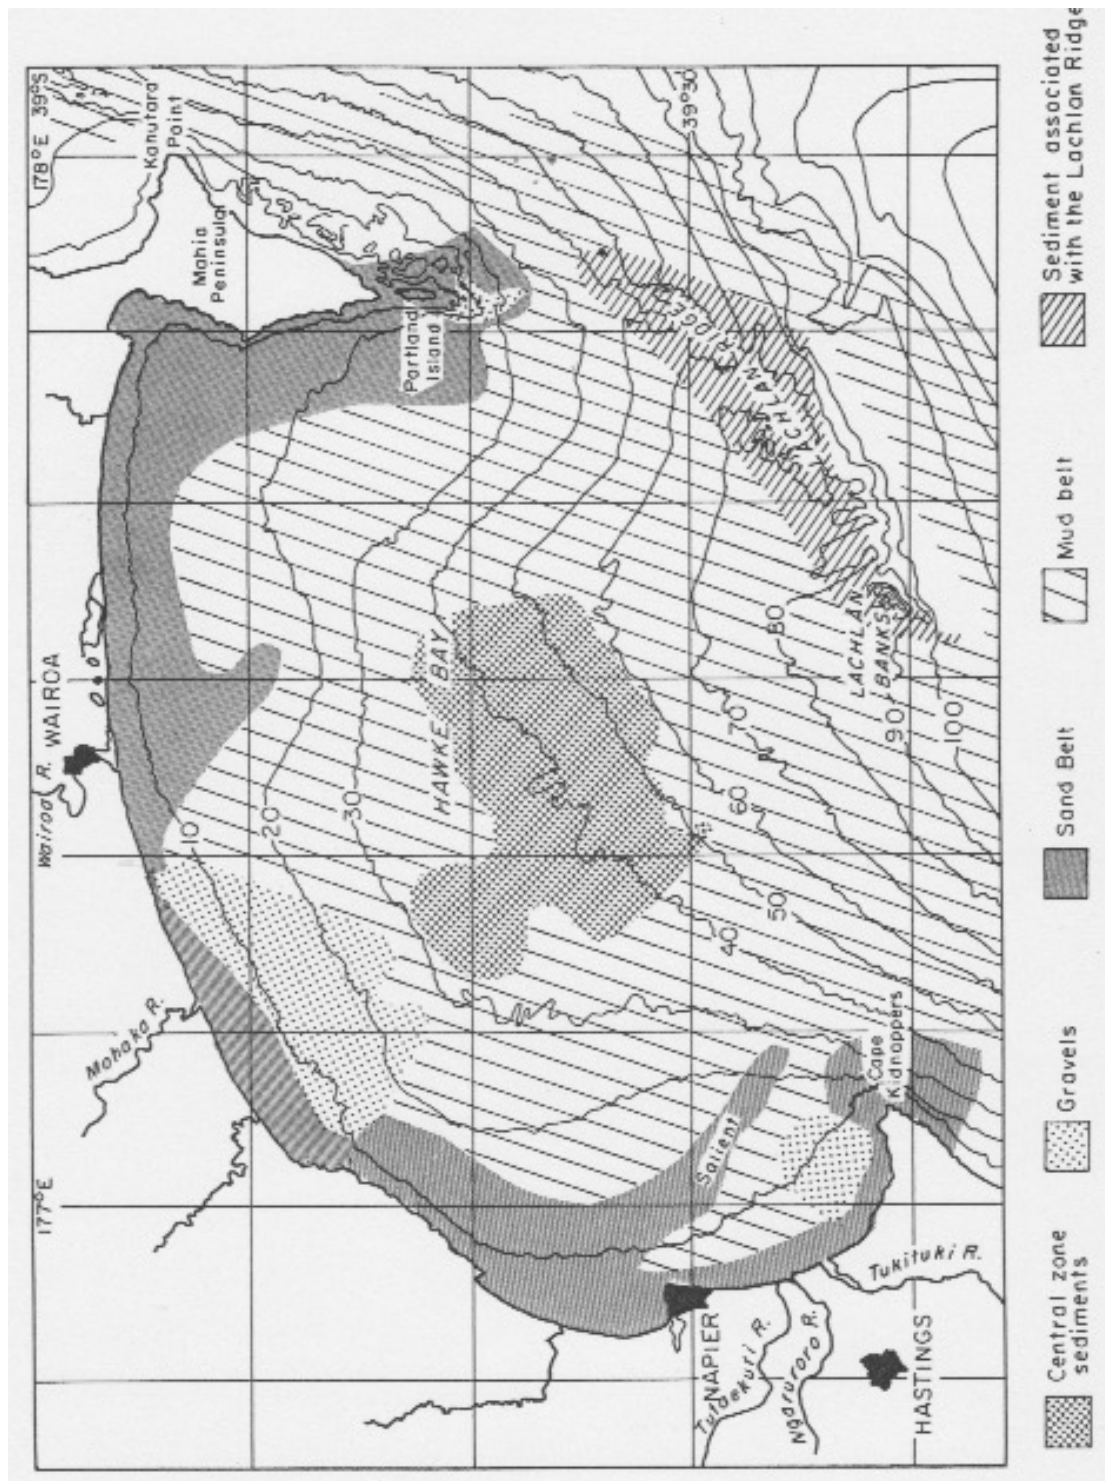 178°E 39°S
Kahutara
Point
Mahia
Peninsula
Portland
Island
39°30
RIDGE
LACHLAN
LACHLAN
BANKS
Wairoa R.
WAIROA
HAWKE BAY
10
20
30
40
50
60
70
80
90
100
Mohaka R.
177°E
Salient
Cape
Kidnappers
NAPIER
Tutaekuri R.
Ngaruroro R.
Tukituki R.
HASTINGS
Central zone
sediments
Gravels
Sand Belt
Mud belt
Sediment associated
with the Lachlan Ridge